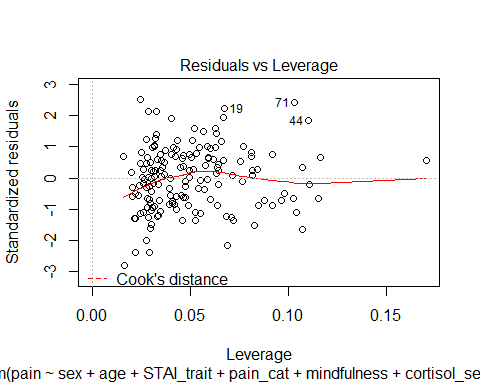 Residuals vs Leverage
Standardized residuals
3
2
1
0
-1
-2
-3
19
71
44
Cook's distance
0.00 0.05 0.10 0.15
Leverage
m(pain ~ sex + age + STAI_trait + pain_cat + mindfulness + cortisol_se